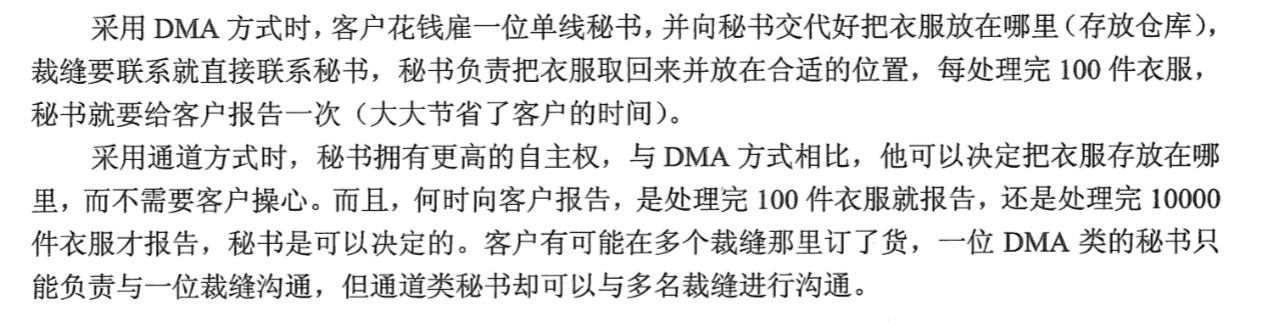 采用 DMA 方式时，客户花钱雇一位单线秘书，并向秘书交代好把衣服放在哪里（存放仓库），
裁缝要联系就直接联系秘书，秘书负责把衣服取回来并放在合适的位置，每处理完 100 件衣服，
秘书就要给客户报告一次（大大节省了客户的时间）。
采用通道方式时，秘书拥有更高的自主权，与 DMA 方式相比，他可以决定把衣服存放在哪
里，而不需要客户操心。而且，何时向客户报告，是处理完 100 件衣服就报告，还是处理完 10000
件衣服才报告，秘书是可以决定的。客户有可能在多个裁缝那里订了货，一位 DMA 类的秘书只
能负责与一位裁缝沟通，但通道类秘书却可以与多名裁缝进行沟通。